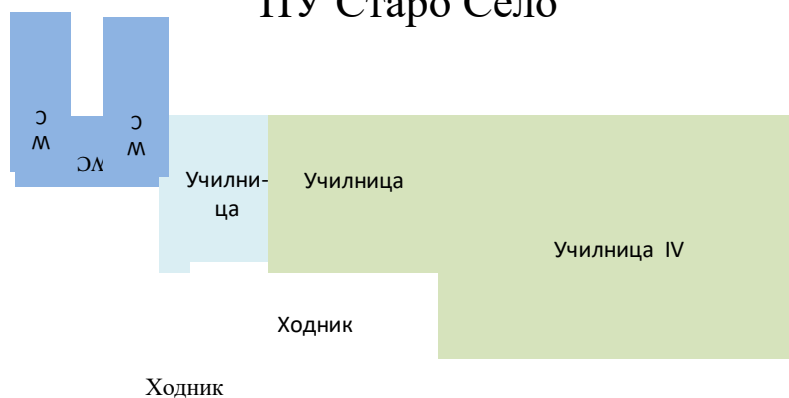 ПУ Старо Село
WC
WC
WC
Училни-
ца
Училница
Училница IV
Ходник
Ходник